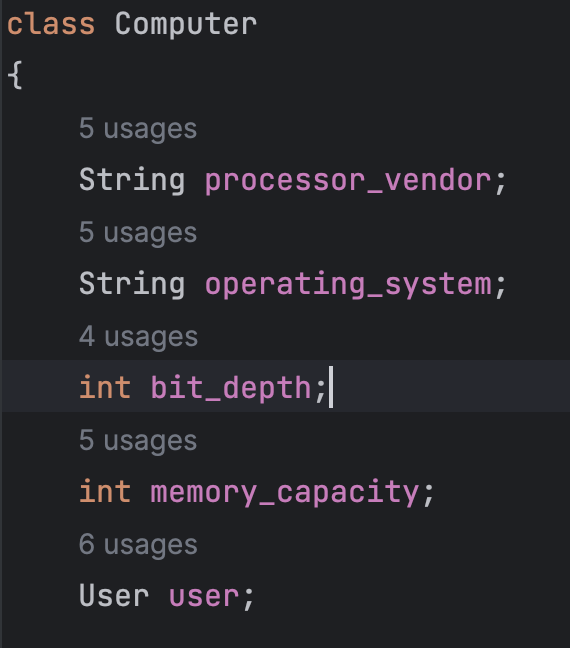 class Computer
{
5 usages
String processor_vendor;
5 usages
String operating_system;
4 usages
int bit_depth;
5 usages
int memory_capacity;
6 usages
User user;